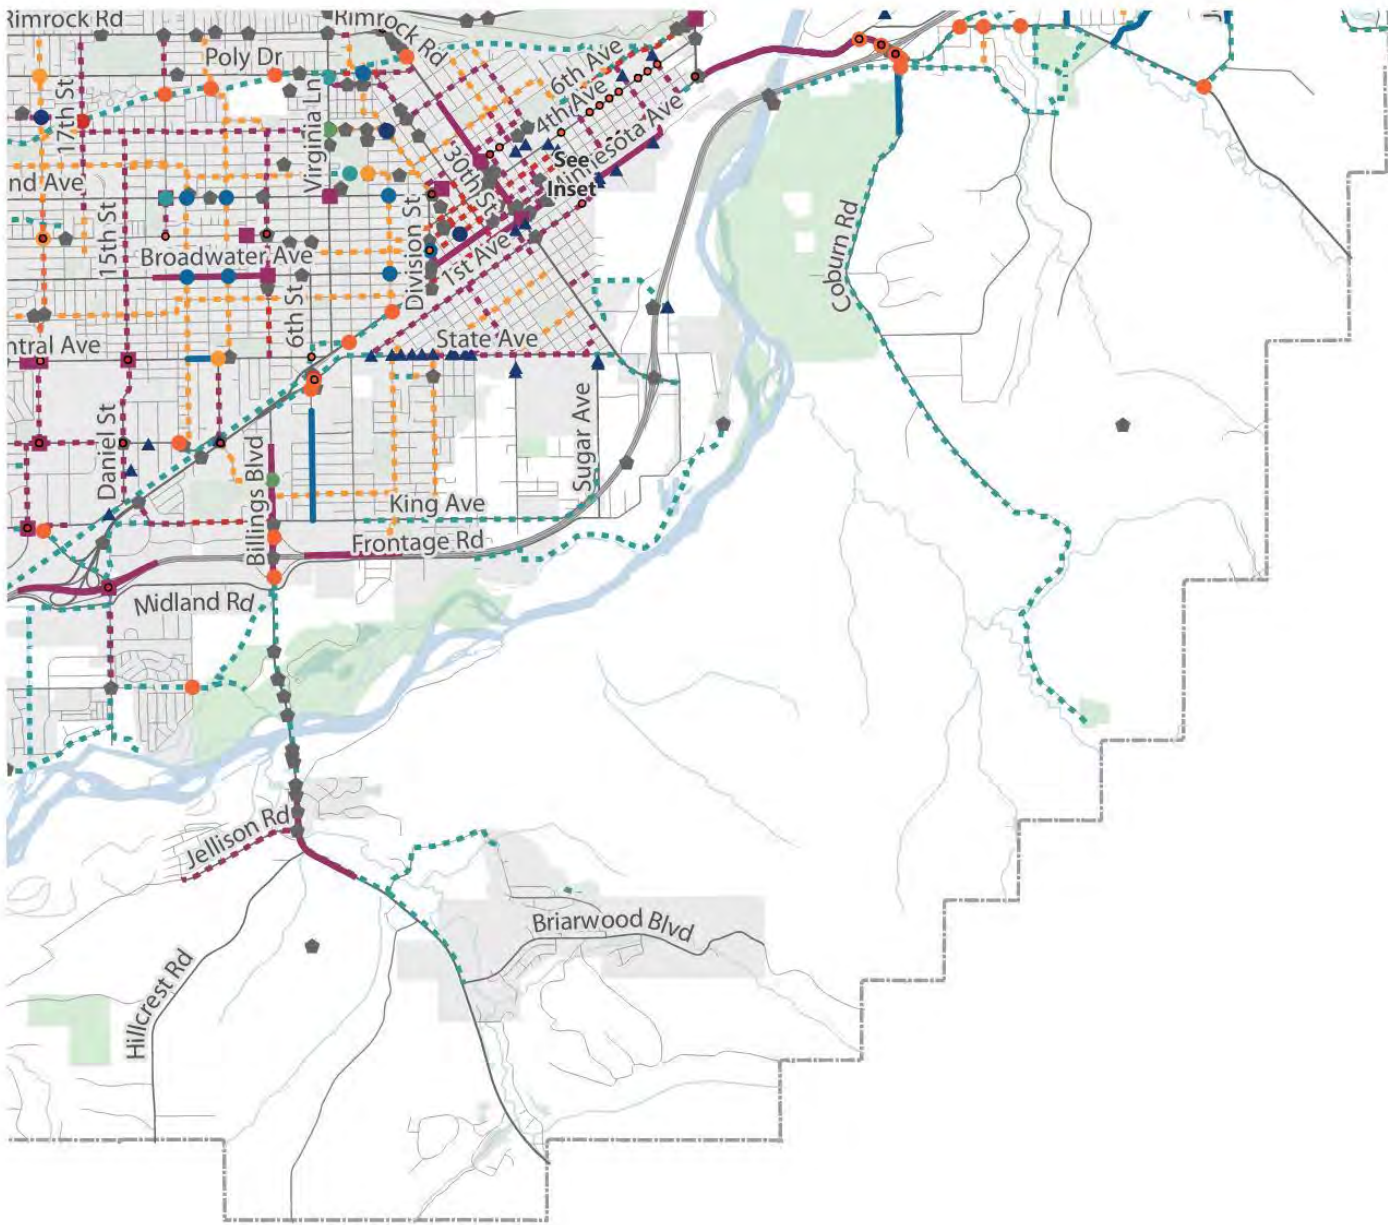 Rimrock Rd
Rimrock Rd
Poly Dr
6th Ave
4th Ave
17th St
Virginia Ln
Minnesota Ave
See
Inset
30th St
nd Ave
15th St
Division St
Coburn Rd
Broadwater Ave
1st Ave
6th St
State Ave
ntral Ave
Sugar Ave
Daniel St
Billings Blvd
King Ave
Frontage Rd
Midland Rd
Jellison Rd
Briarwood Blvd
Hillcrest Rd